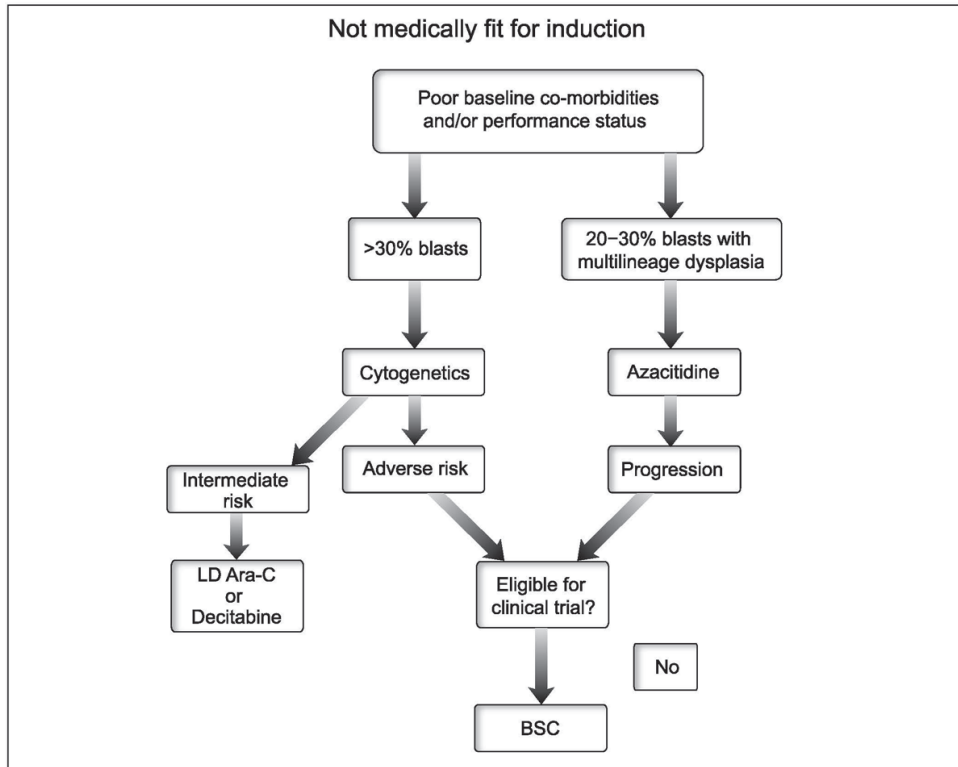 Not medically fit for induction
Poor baseline co-morbidities
and/or performance status
>30% blasts
20−30% blasts with
multilineage dysplasia
Cytogenetics
Azacitidine
Intermediate
risk
Adverse risk
Progression
LD Ara-C
or
Decitabine
Eligible for
clinical trial?
No
BSC